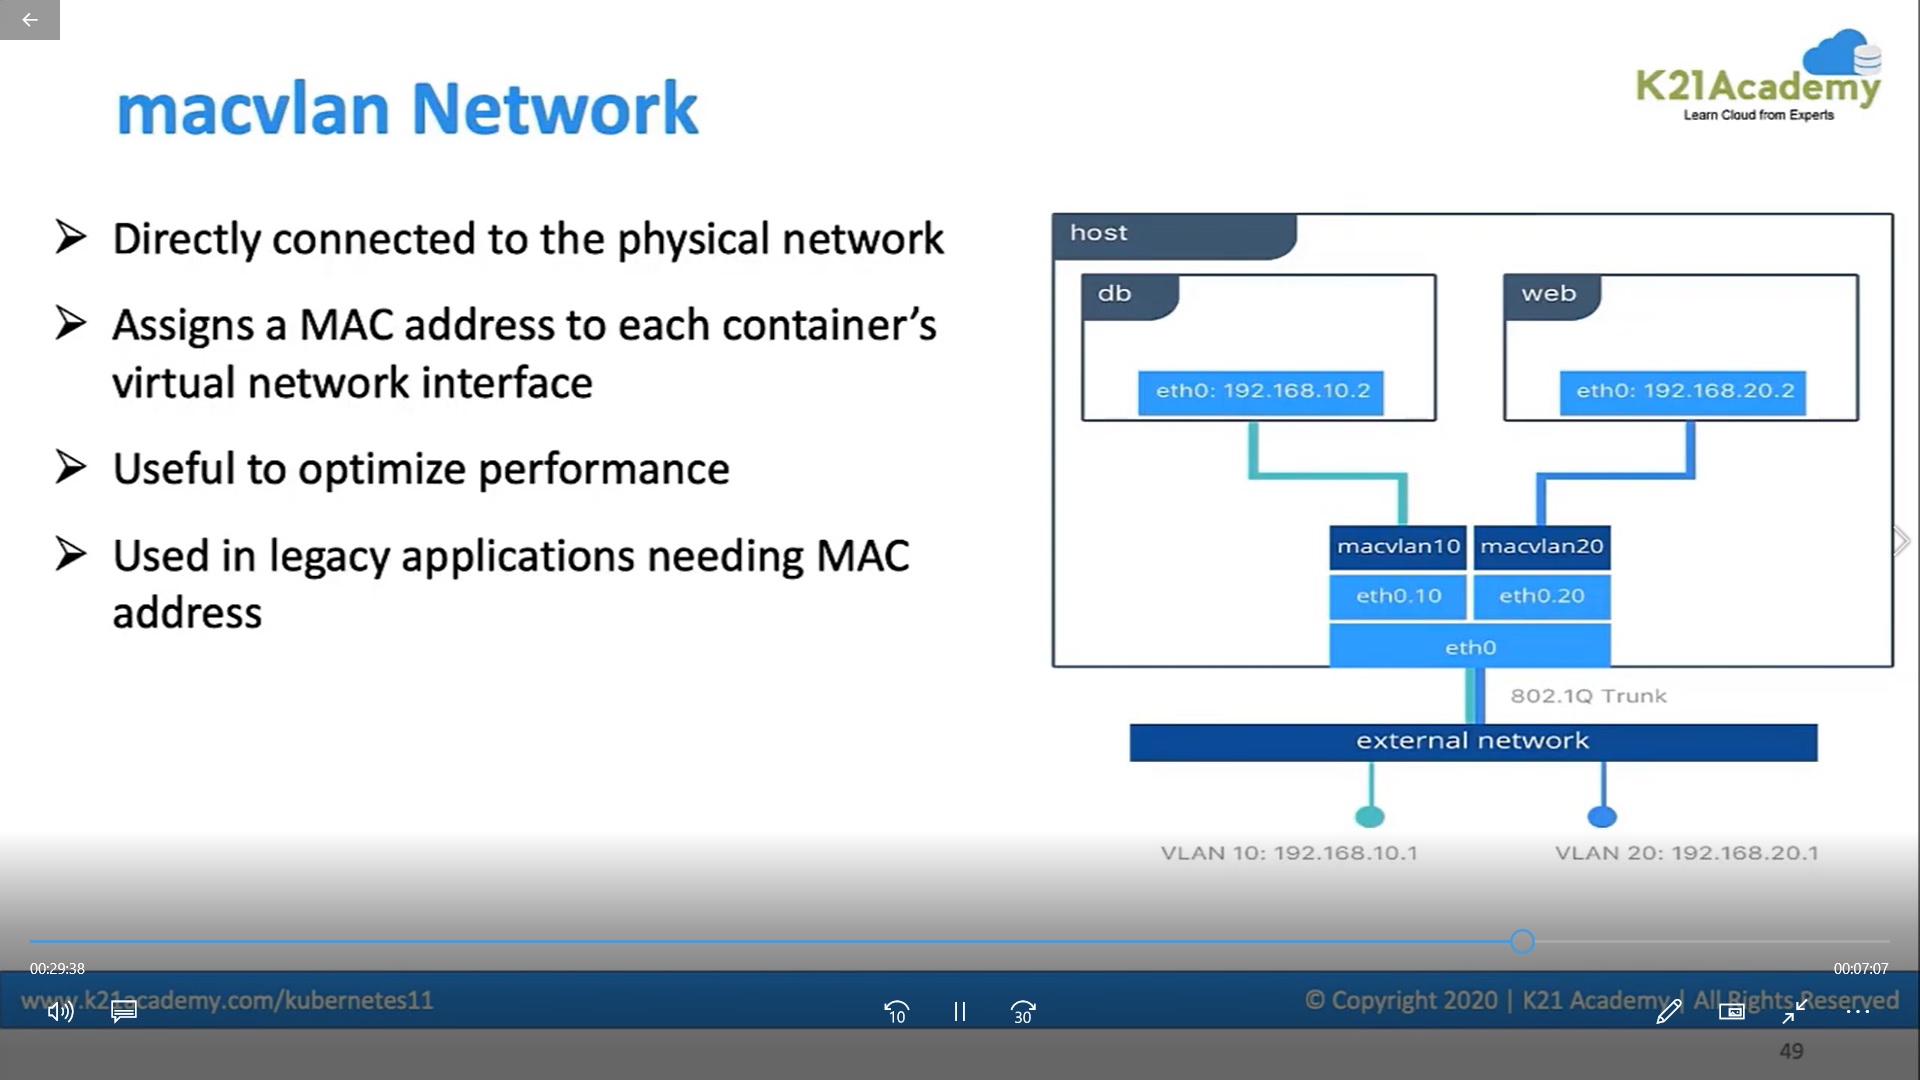 macvlan Network
K21Academy
Learn Cloud from Experts
Directly connected to the physical network
Assigns a MAC address to each container’s
virtual network interface
Useful to optimize performance
Used in legacy applications needing MAC
address
host
db
web
eth0: 192.168.10.2
eth0: 192.168.20.2
macvlan10
macvlan20
eth0.10
eth0.20
eth0
802.1Q Trunk
external network
VLAN 10: 192.168.10.1
VLAN 20: 192.168.20.1
00:29:38
00:07:07
www.k21academy.com/kubernetes11
10
30
© Copyright 2020 | K21 Academy | All Rights Reserved
49